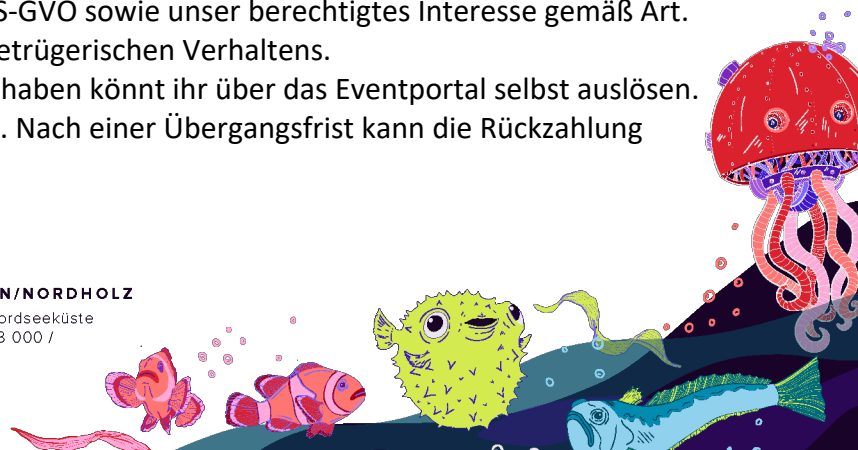 S-GVO sowie unser berechtigtes Interesse gemäß Art.
etrügerischen Verhaltens.
haben könnt ihr über das Eventportal selbst auslösen.
. Nach einer Übergangsfrist kann die Rückzahlung
N/NORDHOLZ
ordseeküste
3 000 /